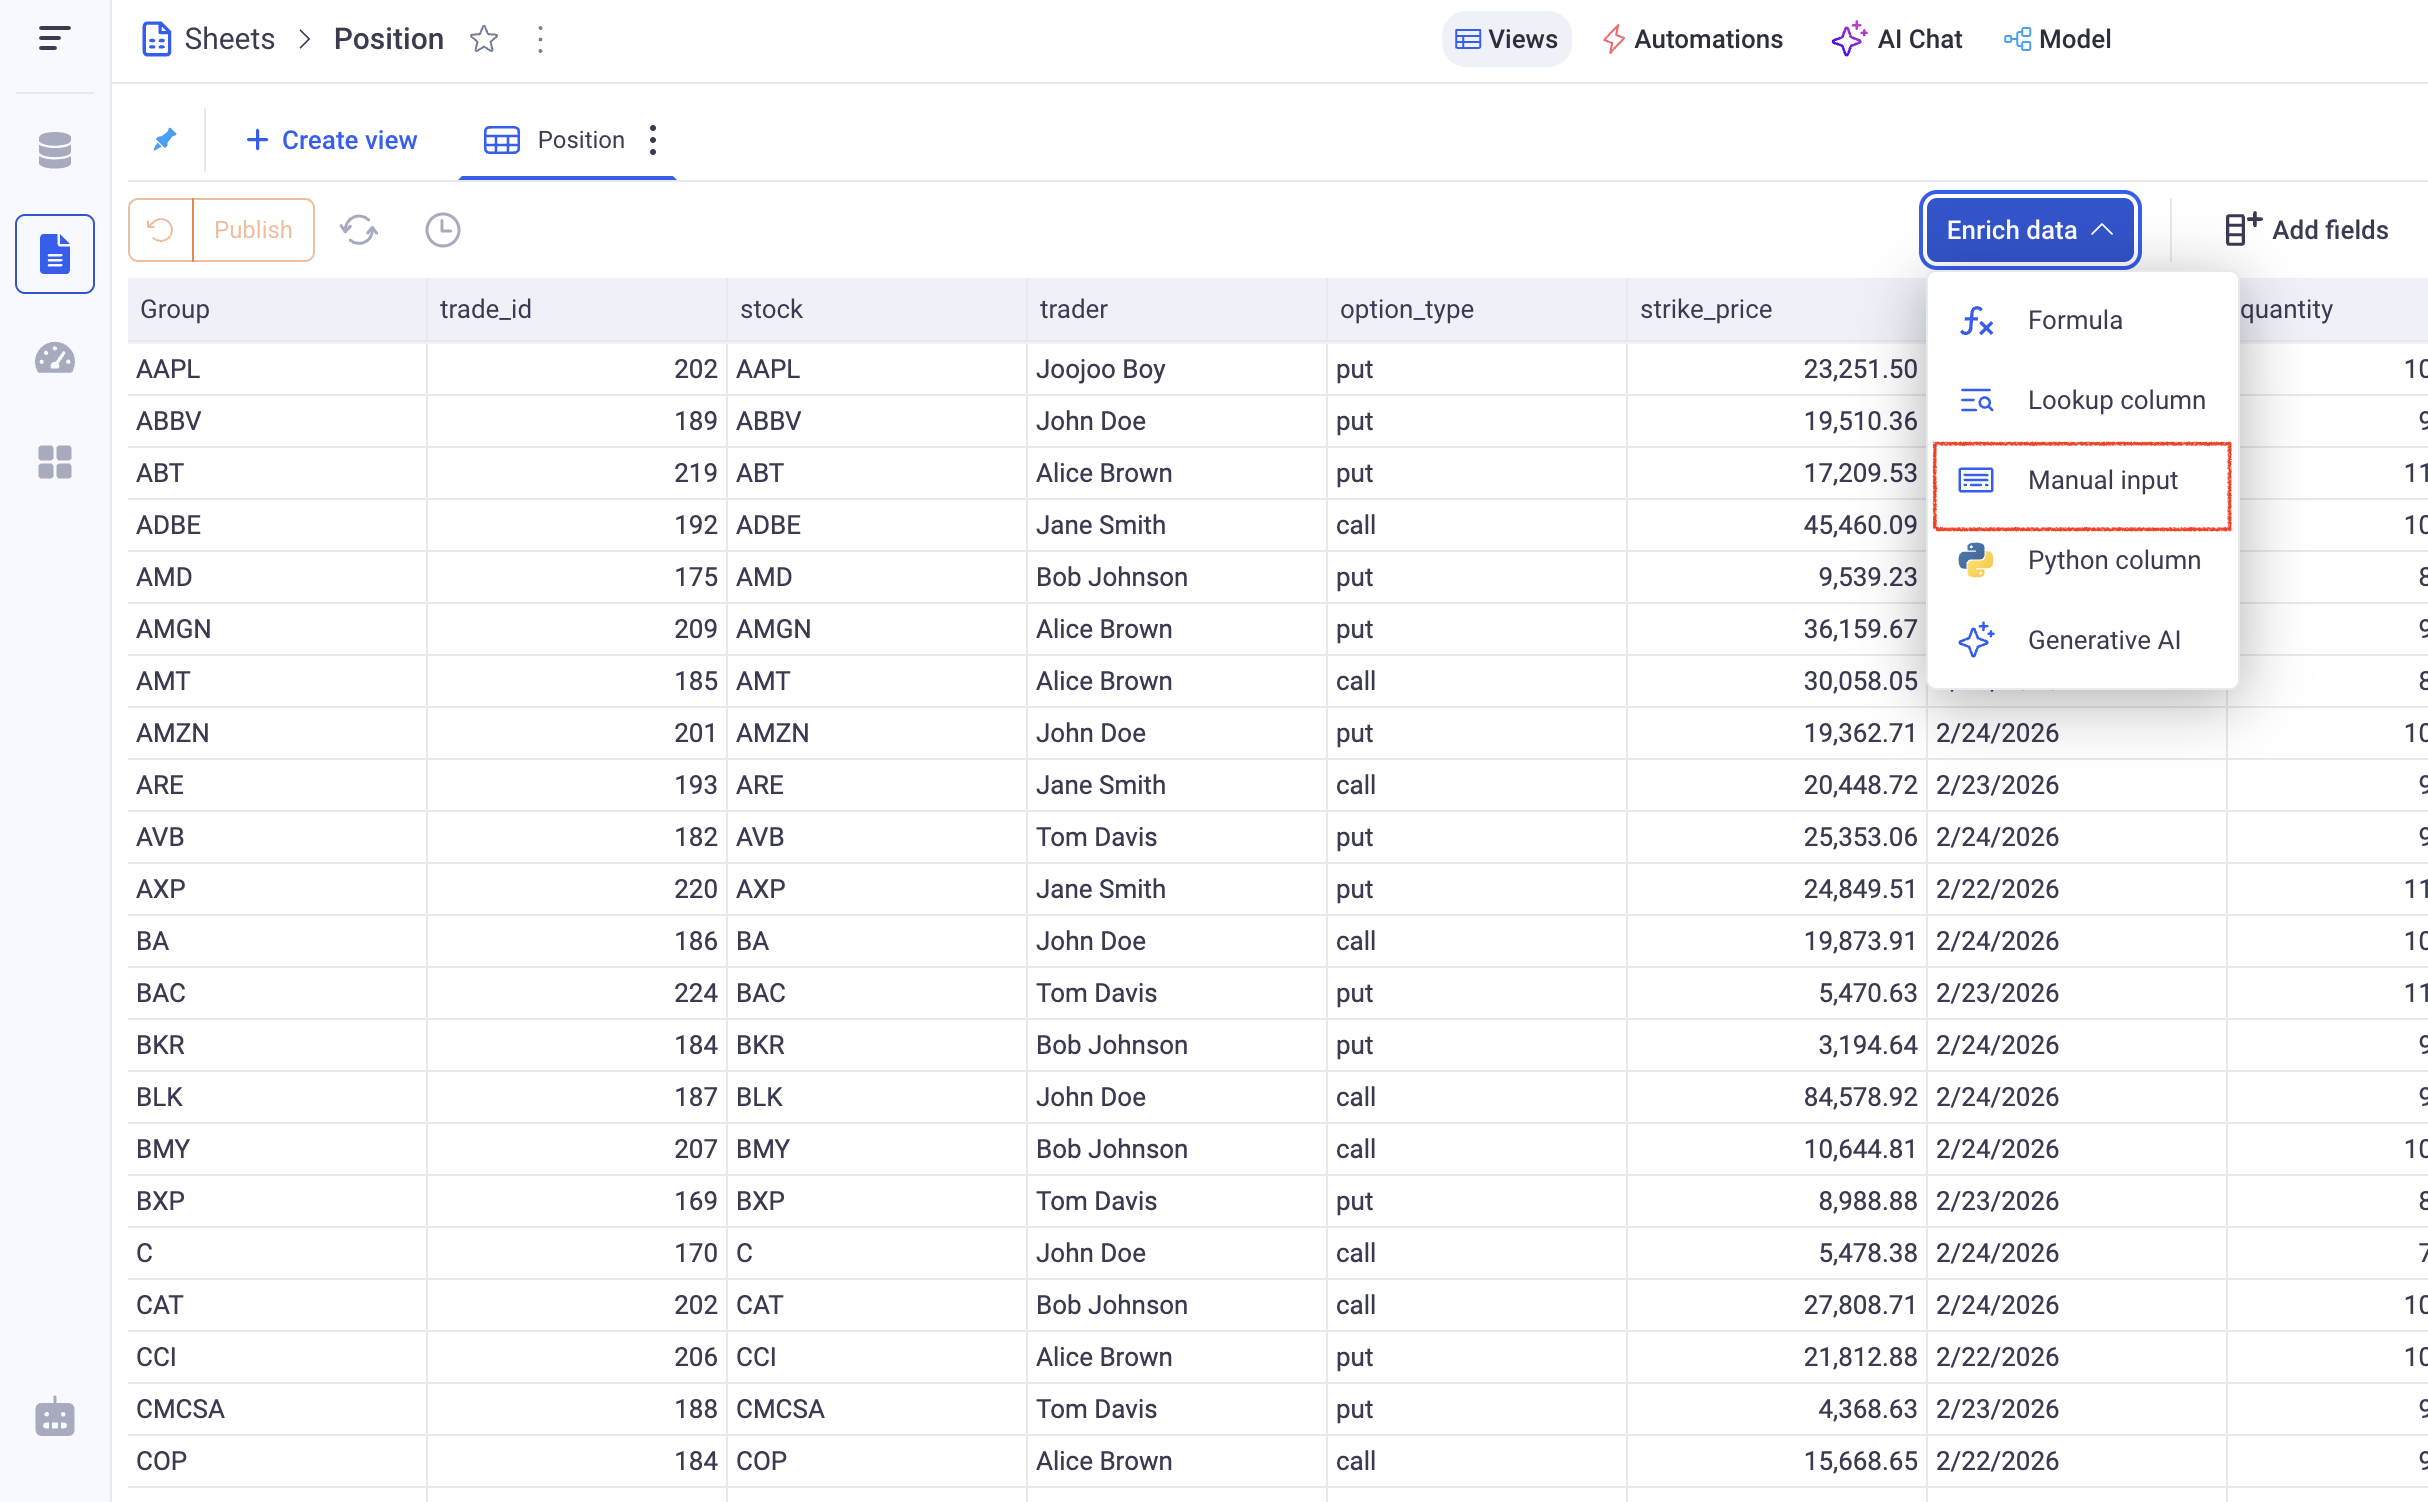 Sheets > Position
Views Automations AI Chat Model
+ Create view Position
Publish Enrich data Add fields
Group trade_id stock trader option_type strike_price quantity
Formula
Lookup column
Manual input
Python column
Generative AI
AAPL 202 AAPL Joojoo Boy put 23,251.50 10
ABBV 189 ABBV John Doe put 19,510.36 9
ABT 219 ABT Alice Brown put 17,209.53 11
ADBE 192 ADBE Jane Smith call 45,460.09 10
AMD 175 AMD Bob Johnson put 9,539.23 8
AMGN 209 AMGN Alice Brown put 36,159.67 9
AMT 185 AMT Alice Brown call 30,058.05 8
AMZN 201 AMZN John Doe put 19,362.71 2/24/2026 10
ARE 193 ARE Jane Smith call 20,448.72 2/23/2026 9
AVB 182 AVB Tom Davis put 25,353.06 2/24/2026 9
AXP 220 AXP Jane Smith put 24,849.51 2/22/2026 11
BA 186 BA John Doe call 19,873.91 2/24/2026 10
BAC 224 BAC Tom Davis put 5,470.63 2/23/2026 11
BKR 184 BKR Bob Johnson put 3,194.64 2/24/2026 9
BLK 187 BLK John Doe call 84,578.92 2/24/2026 9
BMY 207 BMY Bob Johnson call 10,644.81 2/24/2026 10
BXP 169 BXP Tom Davis put 8,988.88 2/23/2026 8
C 170 C John Doe call 5,478.38 2/24/2026 7
CAT 202 CAT Bob Johnson call 27,808.71 2/24/2026 10
CCI 206 CCI Alice Brown put 21,812.88 2/22/2026 10
CMCSA 188 CMCSA Tom Davis put 4,368.63 2/23/2026 9
COP 184 COP Alice Brown call 15,668.65 2/22/2026 9